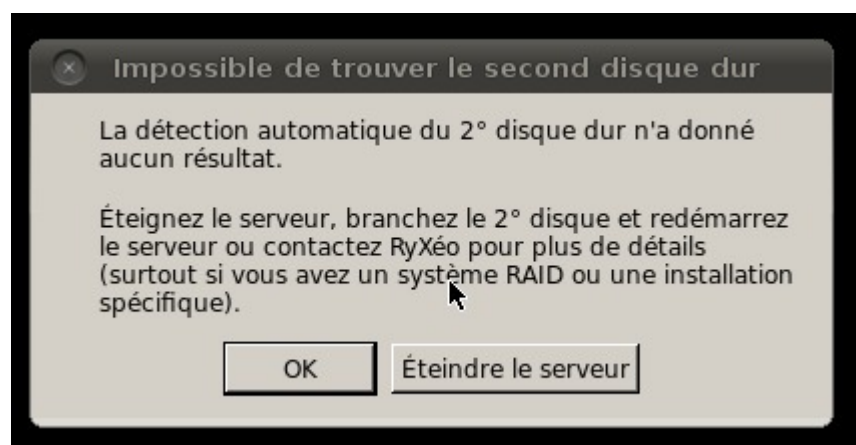 Impossible de trouver le second disque dur
La détection automatique du 2° disque dur n'a donné
aucun résultat.
Éteignez le serveur, branchez le 2° disque et redémarrez
le serveur ou contactez RyXéo pour plus de détails
(surtout si vous avez un système RAID ou une installation
spécifique).
OK
Éteindre le serveur